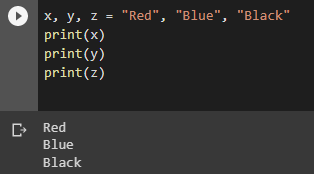 x, y, z = "Red", "Blue", "Black"
print(x)
print(y)
print(z)
Red
Blue
Black